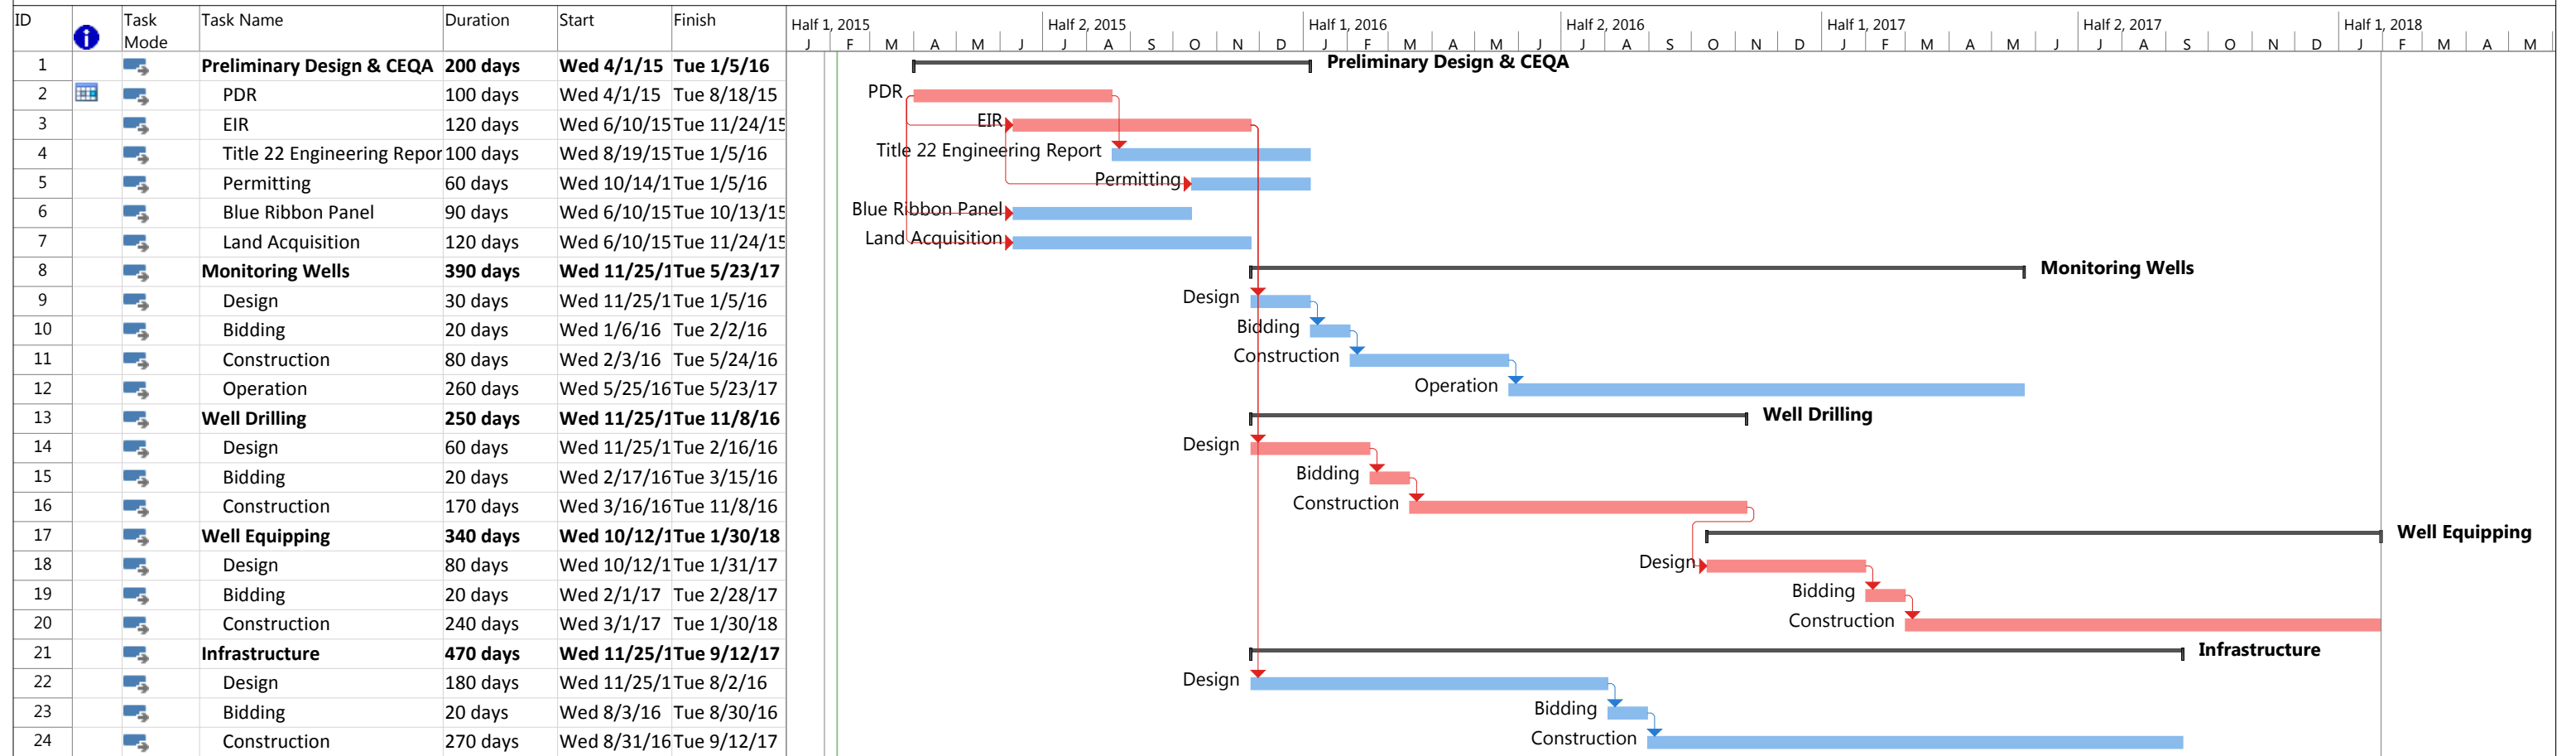 ID Task Mode Task Name Duration Start Finish Half 1, 2015 Half 2, 2015 Half 1, 2016 Half 2, 2016 Half 1, 2017 Half 2, 2017 Half 1, 2018
J F M A M J J A S O N D J F M A M J J A S O N D J F M A M J J A S O N D J F M A M
1 Preliminary Design & CEQA 200 days Wed 4/1/15 Tue 1/5/16 Preliminary Design & CEQA
2 PDR 100 days Wed 4/1/15 Tue 8/18/15 PDR
3 EIR 120 days Wed 6/10/15 Tue 11/24/15 EIR
4 Title 22 Engineering Repor 100 days Wed 8/19/15 Tue 1/5/16 Title 22 Engineering Report
5 Permitting 60 days Wed 10/14/1 Tue 1/5/16 Permitting
6 Blue Ribbon Panel 90 days Wed 6/10/15 Tue 10/13/15 Blue Ribbon Panel
7 Land Acquisition 120 days Wed 6/10/15 Tue 11/24/15 Land Acquisition
8 Monitoring Wells 390 days Wed 11/25/1 Tue 5/23/17 Monitoring Wells
9 Design 30 days Wed 11/25/1 Tue 1/5/16 Design
10 Bidding 20 days Wed 1/6/16 Tue 2/2/16 Bidding
11 Construction 80 days Wed 2/3/16 Tue 5/24/16 Construction
12 Operation 260 days Wed 5/25/16 Tue 5/23/17 Operation
13 Well Drilling 250 days Wed 11/25/1 Tue 11/8/16 Well Drilling
14 Design 60 days Wed 11/25/1 Tue 2/16/16 Design
15 Bidding 20 days Wed 2/17/16 Tue 3/15/16 Bidding
16 Construction 170 days Wed 3/16/16 Tue 11/8/16 Construction
17 Well Equipping 340 days Wed 10/12/1 Tue 1/30/18 Well Equipping
18 Design 80 days Wed 10/12/1 Tue 1/31/17 Design
19 Bidding 20 days Wed 2/1/17 Tue 2/28/17 Bidding
20 Construction 240 days Wed 3/1/17 Tue 1/30/18 Construction
21 Infrastructure 470 days Wed 11/25/1 Tue 9/12/17 Infrastructure
22 Design 180 days Wed 11/25/1 Tue 8/2/16 Design
23 Bidding 20 days Wed 8/3/16 Tue 8/30/16 Bidding
24 Construction 270 days Wed 8/31/16 Tue 9/12/17 Construction